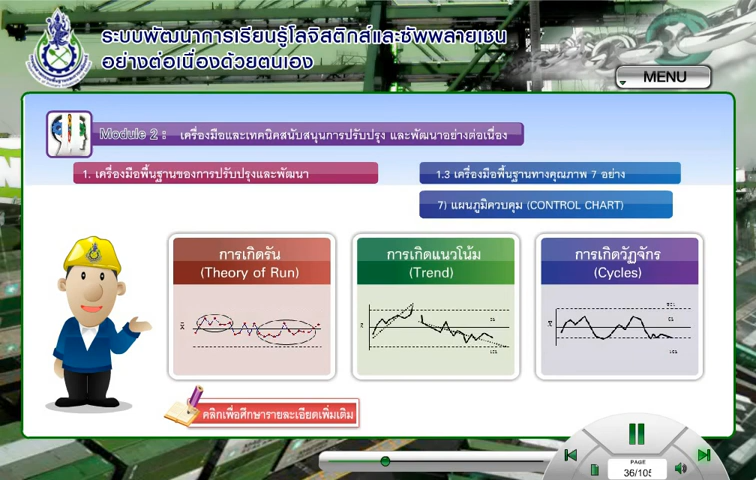 ระบบพัฒนาการเรียนรู้โลจิสติกส์และซัพพลายเชน
อย่างต่อเนื่องด้วยตนเอง
MENU
Module 2 : เครื่องมือและเทคนิคสนับสนุนการปรับปรุง และพัฒนาอย่างต่อเนื่อง
1. เครื่องมือพื้นฐานของการปรับปรุงและพัฒนา
1.3 เครื่องมือพื้นฐานทางคุณภาพ 7 อย่าง
7) แผนภูมิควบคุม (CONTROL CHART)
การเกิดรัน
(Theory of Run)
การเกิดแนวโน้ม
(Trend)
การเกิดวัฏจักร
(Cycles)
คลิกเพื่อศึกษารายละเอียดเพิ่มเติม
PAGE
36/105